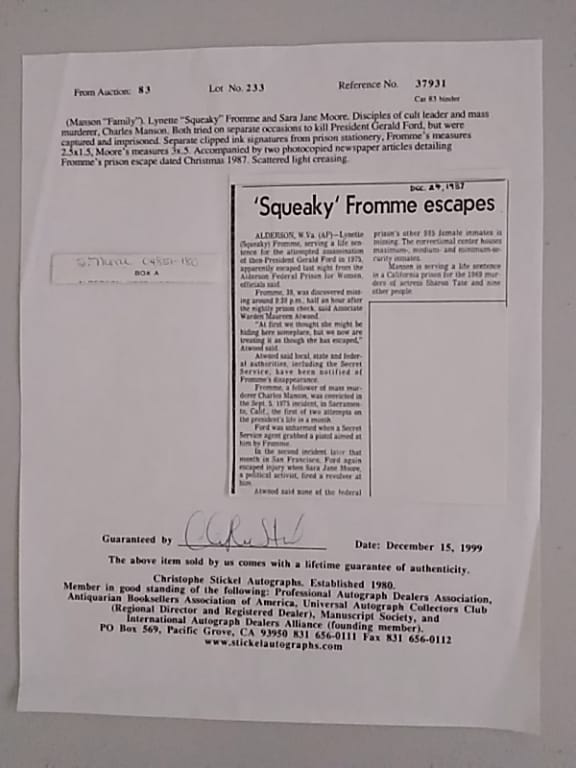 From Auction: 83 Lot No. 233 Reference No. 37931
Cat 83 binder
(Manson "Family"). Lynette "Squeaky" Fromme and Sara Jane Moore. Disciples of cult leader and mass
murderer, Charles Manson. Both tried on separate occasions to kill President Gerald Ford, but were
captured and imprisoned. Separate clipped ink signatures from prison stationery, Fromme's measures
2.5x1.5, Moore's measures 3x.5. Accompanied by two photocopied newspaper articles detailing
Fromme's prison escape dated Christmas 1987. Scattered light creasing.
DEC. 24, 1987
'Squeaky' Fromme escapes
ALDERSON, W.Va. (AP)—Lynette
(Squeaky) Fromme, serving a life sen-
tence for the attempted assassination
of then-President Gerald Ford in 1975,
apparently escaped last night from the
Alderson Federal Prison for Women,
officials said.
Fromme, 39, was discovered miss-
ing around 9:30 p.m., half an hour after
the nightly prison check, said Associate
Warden Maureen Atwood.
"At first we thought she might be
hiding here someplace, but we now are
treating it as though she has escaped,"
Atwood said.
Atwood said local, state and feder-
al authorities, including the Secret
Service, have been notified of
Fromme's disappearance.
Fromme, a follower of mass mur-
derer Charles Manson, was convicted in
the Sept. 5, 1975 incident, in Sacramen-
to, Calif., the first of two attempts on
the president's life in a month.
Ford was unharmed when a Secret
Service agent grabbed a pistol aimed at
him by Fromme.
In the second incident later that
month in San Francisco, Ford again
escaped injury when Sara Jane Moore,
a political activist, fired a revolver at
him.
Atwood said none of the federal
prison's other female inmates is
missing. The correctional center houses
maximum-, medium- and minimum-se-
curity inmates.
Manson is serving a life sentence
in a California prison for the 1969 mur-
ders of actress Sharon Tate and
other people.
S. Moore
BOX A
Guaranteed by
Date: December 15, 1999
The above item sold by us comes with a lifetime guarantee of authenticity.
Christophe Stickel Autographs. Established 1980.
Member in good standing of the following: Professional Autograph Dealers Association,
Antiquarian Booksellers Association of America, Universal Autograph Collectors Club
(Regional Director and Registered Dealer), Manuscript Society, and
International Autograph Dealers Alliance (founding member).
PO Box 569, Pacific Grove, CA 93950 831 656-0111 Fax 831 656-0112
www.stickelautographs.com